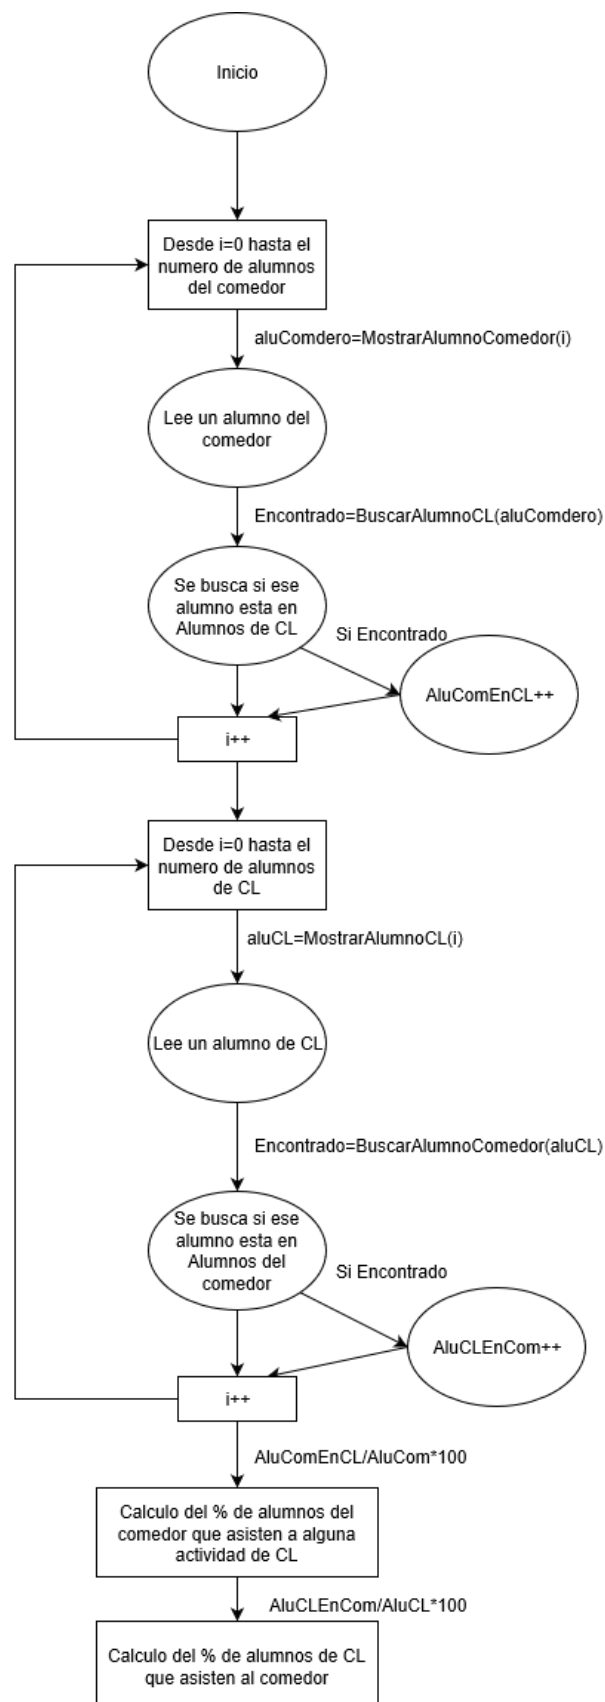 Inicio
Desde i=0 hasta el
numero de alumnos
del comedor
aluComdero=MostrarAlumnoComedor(i)
Lee un alumno del
comedor
Encontrado=BuscarAlumnoCL(aluComdero)
Se busca si ese
alumno esta en
Alumnos de CL
Si Encontrado
AluComEnCL++
i++
Desde i=0 hasta el
numero de alumnos
de CL
aluCL=MostrarAlumnoCL(i)
Lee un alumno de CL
Encontrado=BuscarAlumnoComedor(aluCL)
Se busca si ese
alumno esta en
Alumnos del
comedor
Si Encontrado
AluCLEnCom++
i++
AluComEnCL/AluCom*100
Calculo del % de alumnos del
comedor que asisten a alguna
actividad de CL
AluCLEnCom/AluCL*100
Calculo del % de alumnos de CL
que asisten al comedor